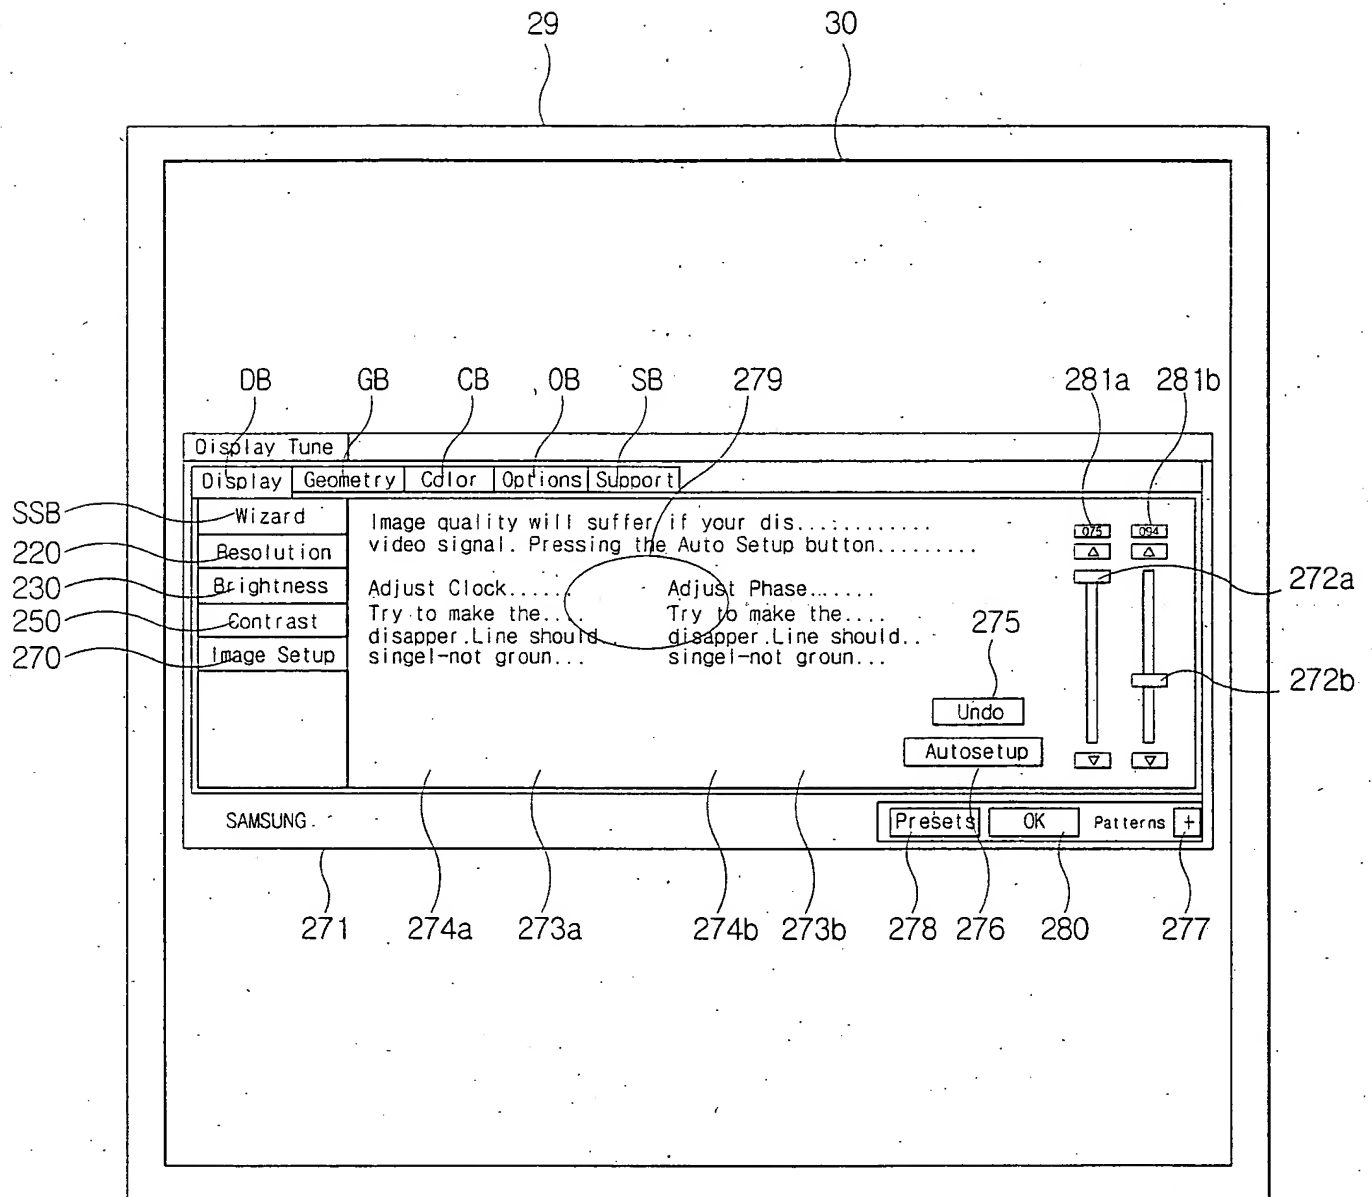 29 30
DB GB CB OB SB 279 281a 281b
Display Tune
Display Geometry Color Options Support
SSB Wizard
220 Resolution
230 Brightness
250 Contrast
270 Image Setup
Image quality will suffer if your dis............
video signal. Pressing the Auto Setup button.........
Adjust Clock......
Try to make the....
disapper.Line should..
singel-not groun...
Adjust Phase.......
Try to make the....
disapper.Line should..
singel-not groun...
075 094
272a
275
272b
Undo
Autosetup
SAMSUNG
Presets OK Patterns +
271 274a 273a 274b 273b 278 276 280 277